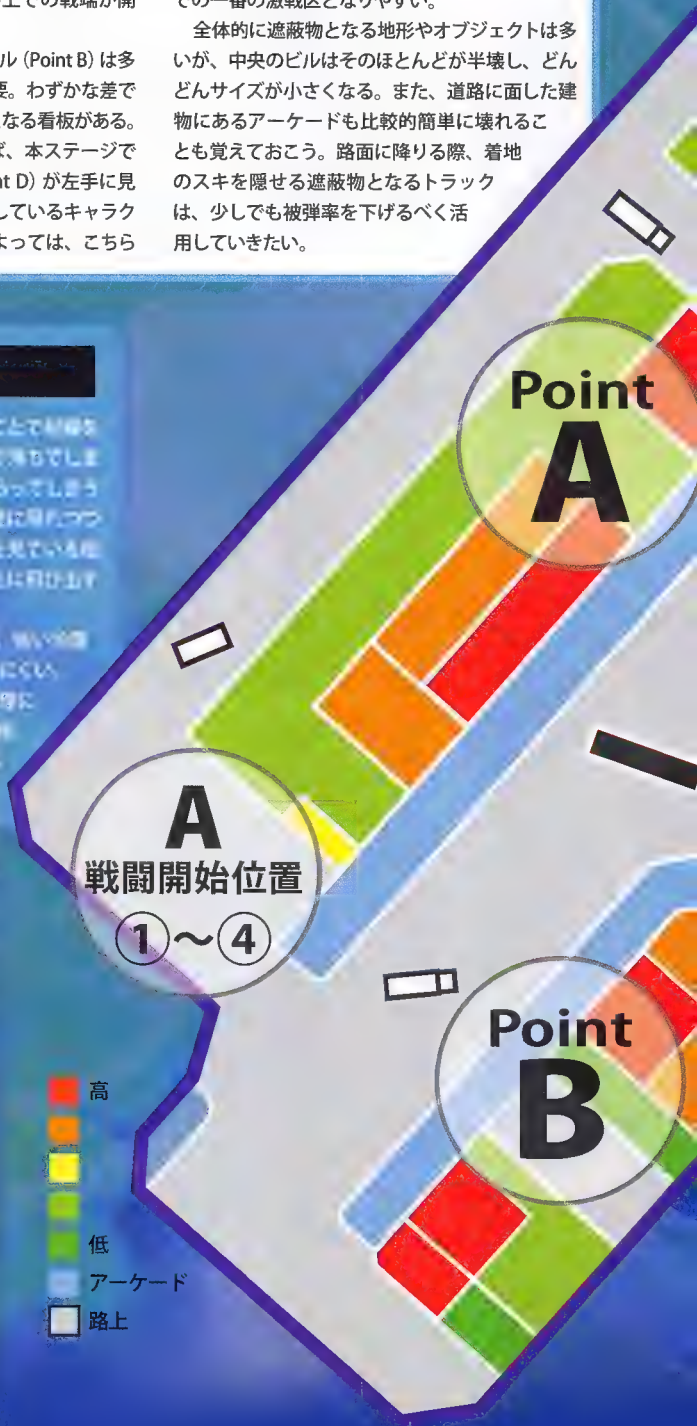 上での戦端が開
ル (Point B) は多
要。わずかな差で
なる看板がある。
ば、本ステージで
nt D) が左手に見
しているキャラク
よっては、こちら
での一番の激戦区となりやすい。
　全体的に遮蔽物となる地形やオブジェクトは多
いが、中央のビルはそのほとんどが半壊し、どん
どんサイズが小さくなる。また、道路に面した建
物にあるアーケードも比較的簡単に壊れるこ
とも覚えておこう。路面に降りる際、着地
のスキを隠せる遮蔽物となるトラック
は、少しでも被弾率を下げるべく活
用していきたい。
Point
A
A
戦闘開始位置
①～④
Point
B
高
低
アーケード
路上